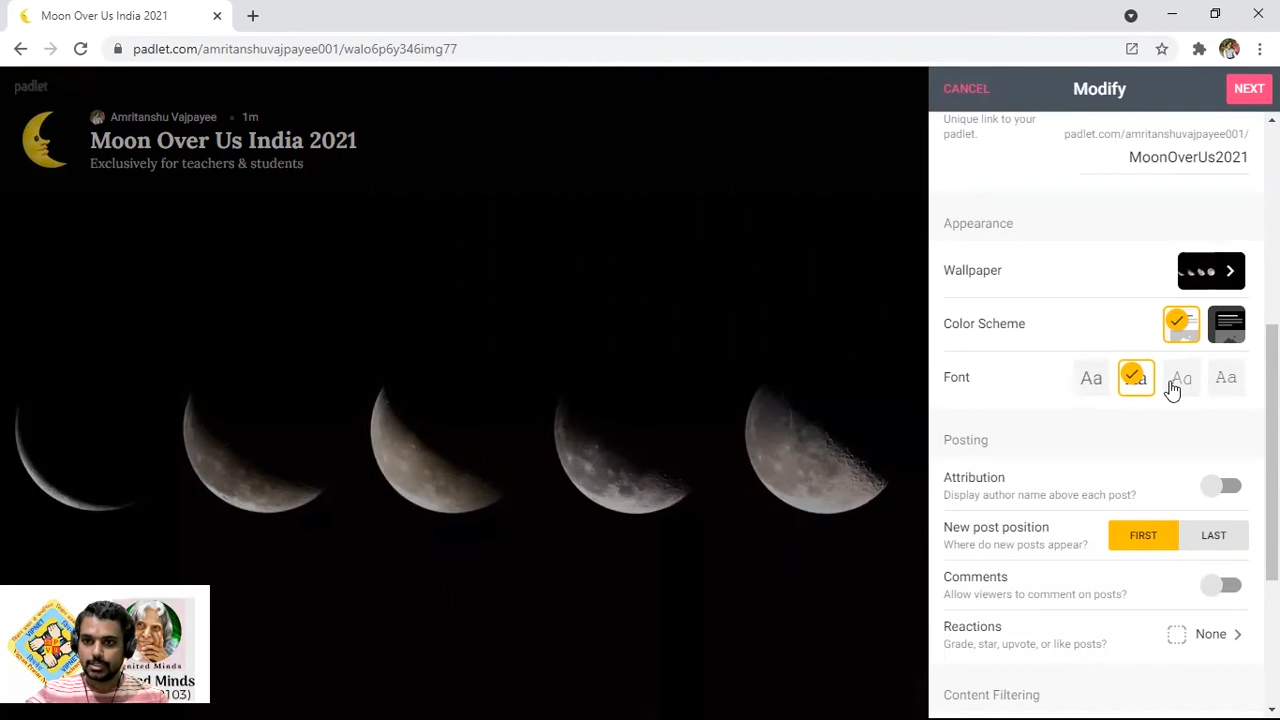 Moon Over Us India 2021
padlet.com/amritanshuvajpayee001/walo6p6y346img77
padlet
Amritanshu Vajpayee • 1m
Moon Over Us India 2021
Exclusively for teachers & students
CANCEL
Modify
NEXT
Unique link to your
padlet.
padlet.com/amritanshuvajpayee001/
MoonOverUs2021
Appearance
Wallpaper
Color Scheme
Font
Aa
Aa
Aa
Posting
Attribution
Display author name above each post?
New post position
Where do new posts appear?
FIRST
LAST
Comments
Allow viewers to comment on posts?
Reactions
Grade, star, upvote, or like posts?
None
Content Filtering
VIPNET